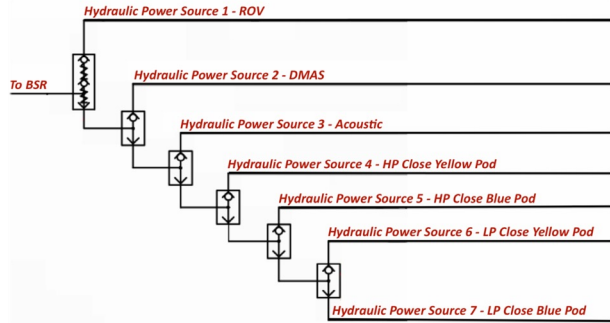 Hydraulic Power Source 1 - ROV
Hydraulic Power Source 2 - DMAS
To BSR
Hydraulic Power Source 3 - Acoustic
Hydraulic Power Source 4 - HP Close Yellow Pod
Hydraulic Power Source 5 - HP Close Blue Pod
Hydraulic Power Source 6 - LP Close Yellow Pod
Hydraulic Power Source 7 - LP Close Blue Pod